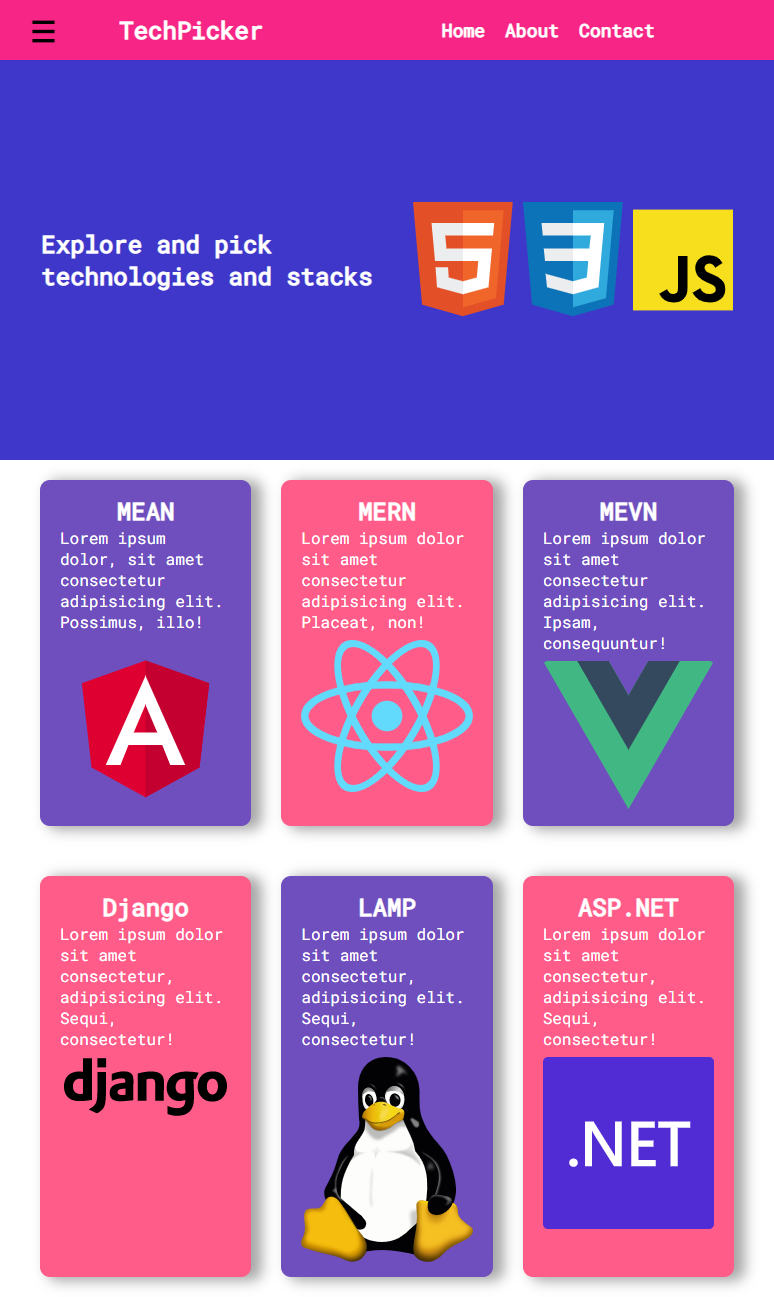 ☰ TechPicker Home About Contact
Explore and pick
technologies and stacks
5 3 JS
MEAN
Lorem ipsum
dolor, sit amet
consectetur
adipisicing elit.
Possimus, illo!
A
MERN
Lorem ipsum dolor
sit amet
consectetur
adipisicing elit.
Placeat, non!
MEVN
Lorem ipsum dolor
sit amet
consectetur
adipisicing elit.
Ipsam,
consequuntur!
Django
Lorem ipsum dolor
sit amet
consectetur,
adipisicing elit.
Sequi,
consectetur!
django
LAMP
Lorem ipsum dolor
sit amet
consectetur,
adipisicing elit.
Sequi,
consectetur!
ASP.NET
Lorem ipsum dolor
sit amet
consectetur,
adipisicing elit.
Sequi,
consectetur!
.NET